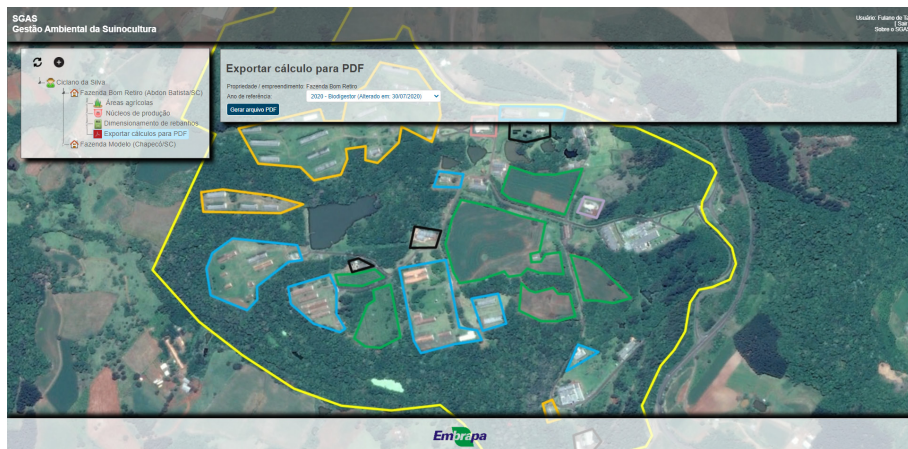 SGAS
Gestão Ambiental da Suinocultura
Usuário: Fulano de Ta
| Sair
Sobre o SGAS
Ciclano da Silva
Fazenda Bom Retiro (Abdon Batista/SC)
Áreas agrícolas
Núcleos de produção
Dimensionamento de rebanhos
Exportar cálculos para PDF
Fazenda Modelo (Chapecó/SC)
Exportar cálculo para PDF
Propriedade / empreendimento: Fazenda Bom Retiro
Ano de referência:
2020 - Biodigestor (Alterado em: 30/07/2020)
Gerar arquivo PDF
Embrapa